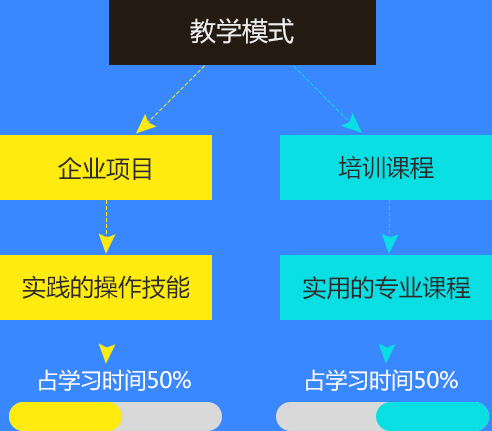 教学模式
企业项目
培训课程
实践的操作技能
实用的专业课程
占学习时间50%
占学习时间50%